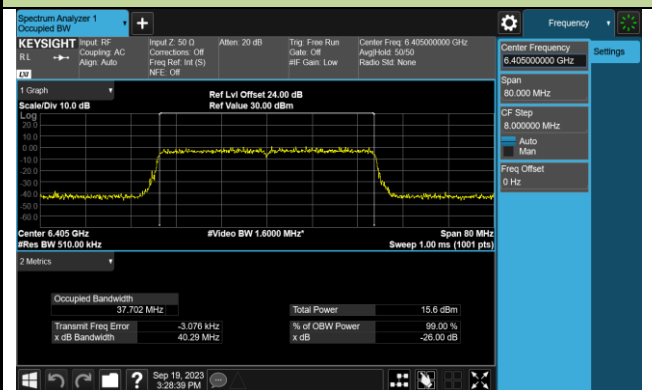 Spectrum Analyzer 1
Occupied BW
Frequency
KEYSIGHT
RL
LXI
Input: RF
Coupling: AC
Align: Auto
Input Z: 50 Ω
Corrections: Off
Freq Ref: Int (S)
NFE: Off
Atten: 20 dB
Trig: Free Run
Gate: Off
#IF Gain: Low
Center Freq: 6.405000000 GHz
Avg|Hold: 50/50
Radio Std: None
Center Frequency
6.405000000 GHz
Settings
Span
80.000 MHz
CF Step
8.000000 MHz
Auto
Man
Freq Offset
0 Hz
1 Graph
Scale/Div 10.0 dB
Ref Lvl Offset 24.00 dB
Ref Value 30.00 dBm
Log
20.0
10.0
0.00
-10.0
-20.0
-30.0
-40.0
-50.0
-60.0
Center 6.405 GHz
#Res BW 510.00 kHz
#Video BW 1.6000 MHz*
Span 80 MHz
Sweep 1.00 ms (1001 pts)
2 Metrics
Occupied Bandwidth
37.702 MHz
Total Power 15.6 dBm
Transmit Freq Error -3.076 kHz
% of OBW Power 99.00 %
x dB Bandwidth 40.29 MHz
x dB -26.00 dB
?
Sep 19, 2023
3:28:39 PM